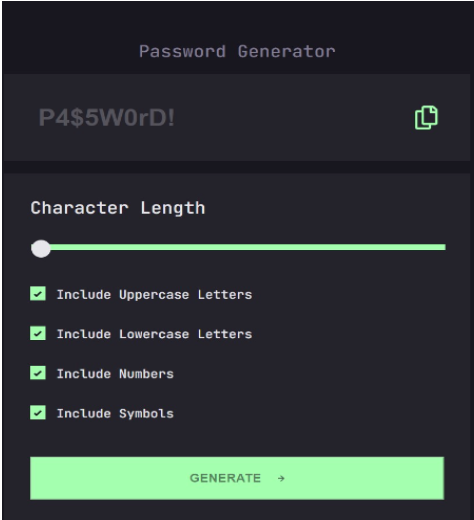 Password Generator
P4$5W0rD!
Character Length
Include Uppercase Letters
Include Lowercase Letters
Include Numbers
Include Symbols
GENERATE →